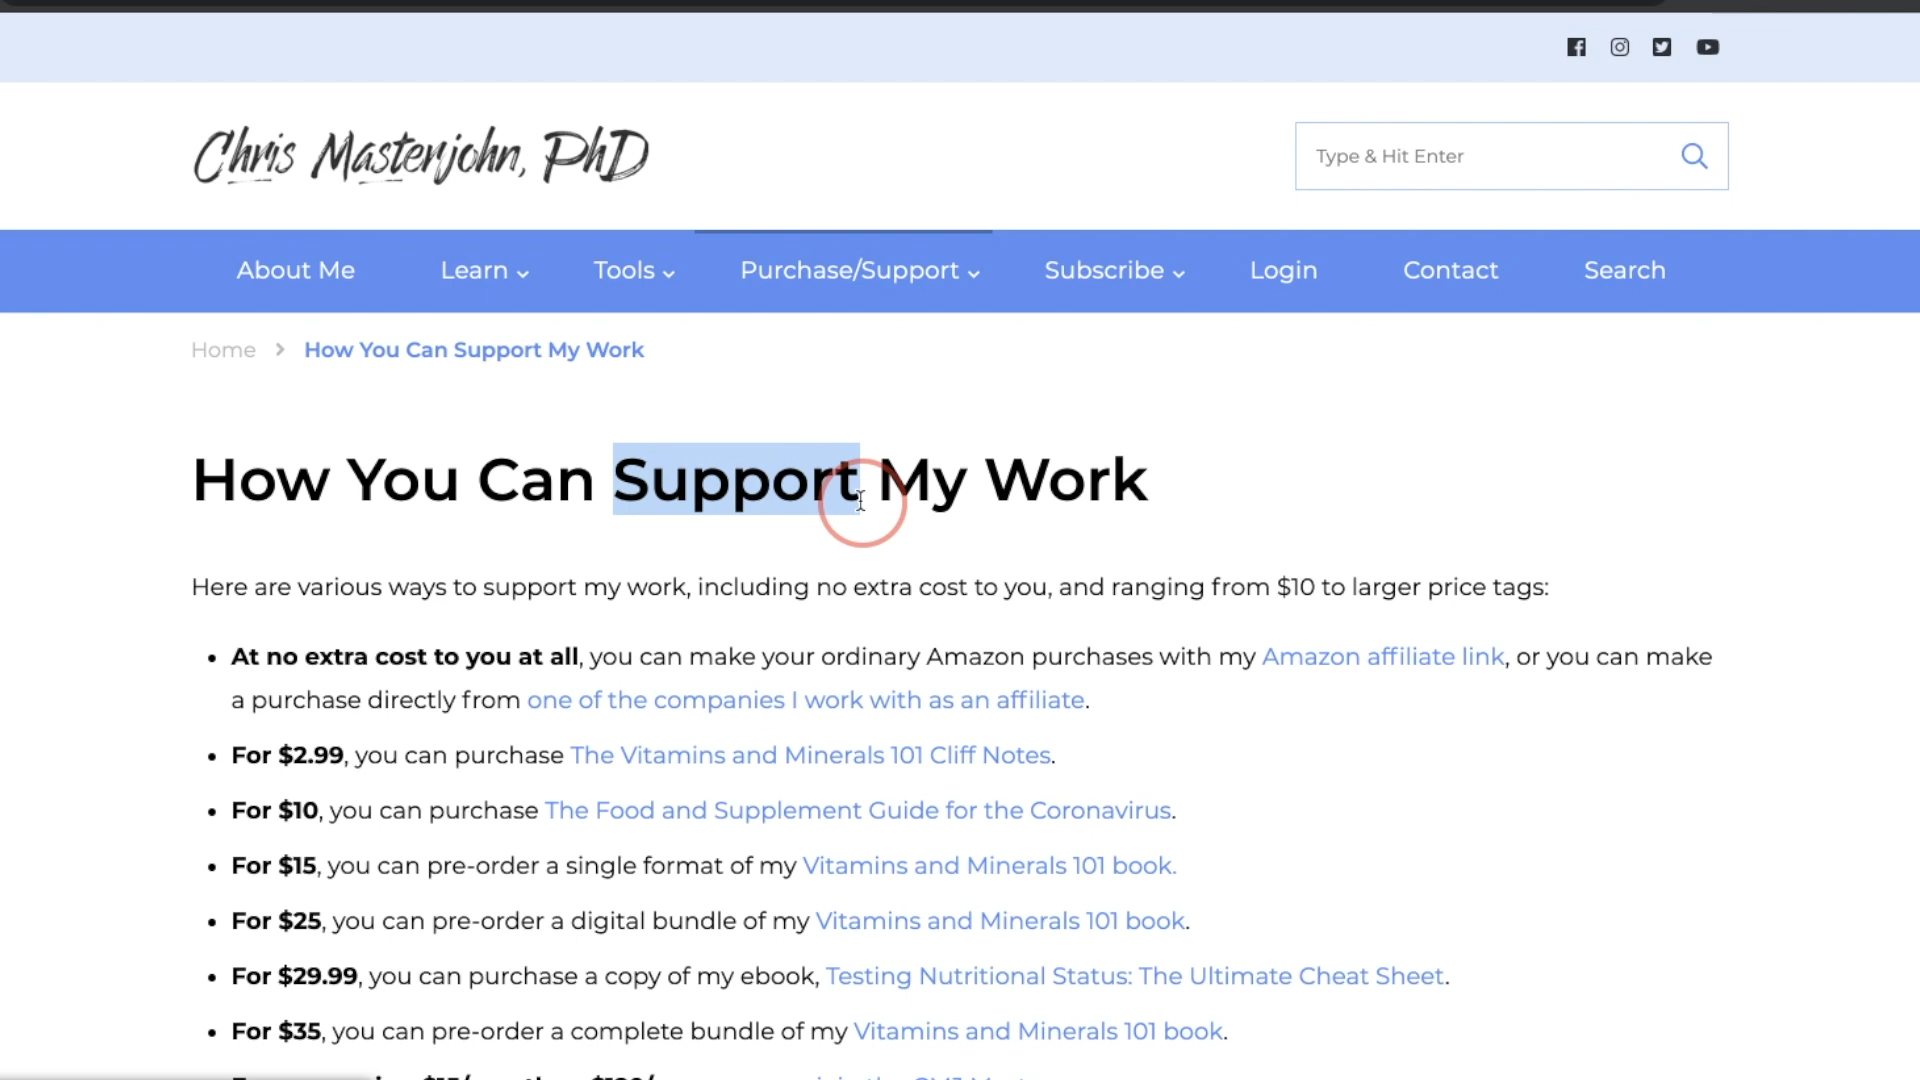 Chris Masterjohn, PhD
Type & Hit Enter
About Me Learn Tools Purchase/Support Subscribe Login Contact Search
Home > How You Can Support My Work
How You Can Support My Work
Here are various ways to support my work, including no extra cost to you, and ranging from $10 to larger price tags:
• At no extra cost to you at all, you can make your ordinary Amazon purchases with my Amazon affiliate link, or you can make
a purchase directly from one of the companies I work with as an affiliate.
• For $2.99, you can purchase The Vitamins and Minerals 101 Cliff Notes.
• For $10, you can purchase The Food and Supplement Guide for the Coronavirus.
• For $15, you can pre-order a single format of my Vitamins and Minerals 101 book.
• For $25, you can pre-order a digital bundle of my Vitamins and Minerals 101 book.
• For $29.99, you can purchase a copy of my ebook, Testing Nutritional Status: The Ultimate Cheat Sheet.
• For $35, you can pre-order a complete bundle of my Vitamins and Minerals 101 book.